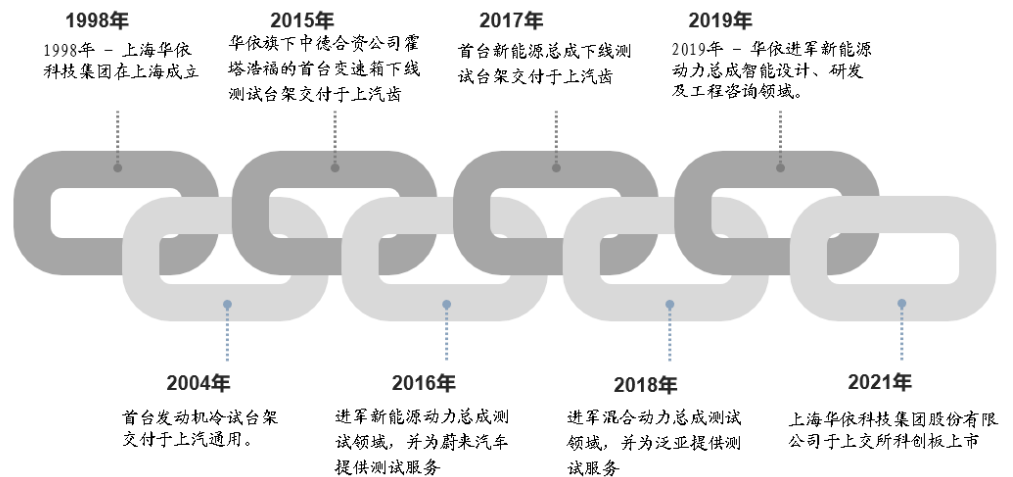 1998年
1998年 - 上海华依
科技集团在上海成立
2015年
华依旗下中德合资公司霍
塔浩福的首台变速箱下线
测试台架交付于上汽齿
2017年
首台新能源总成下线测
试台架交付于上汽齿
2019年
2019年 - 华依进军新能源
动力总成智能设计、研发
及工程咨询领域。
2004年
首台发动机冷试台架
交付于上汽通用。
2016年
进军新能源动力总成测
试领域，并为蔚来汽车
提供测试服务
2018年
进军混合动力总成测试
领域，并为泛亚提供测
试服务
2021年
上海华依科技集团股份有限
公司于上交所科创板上市